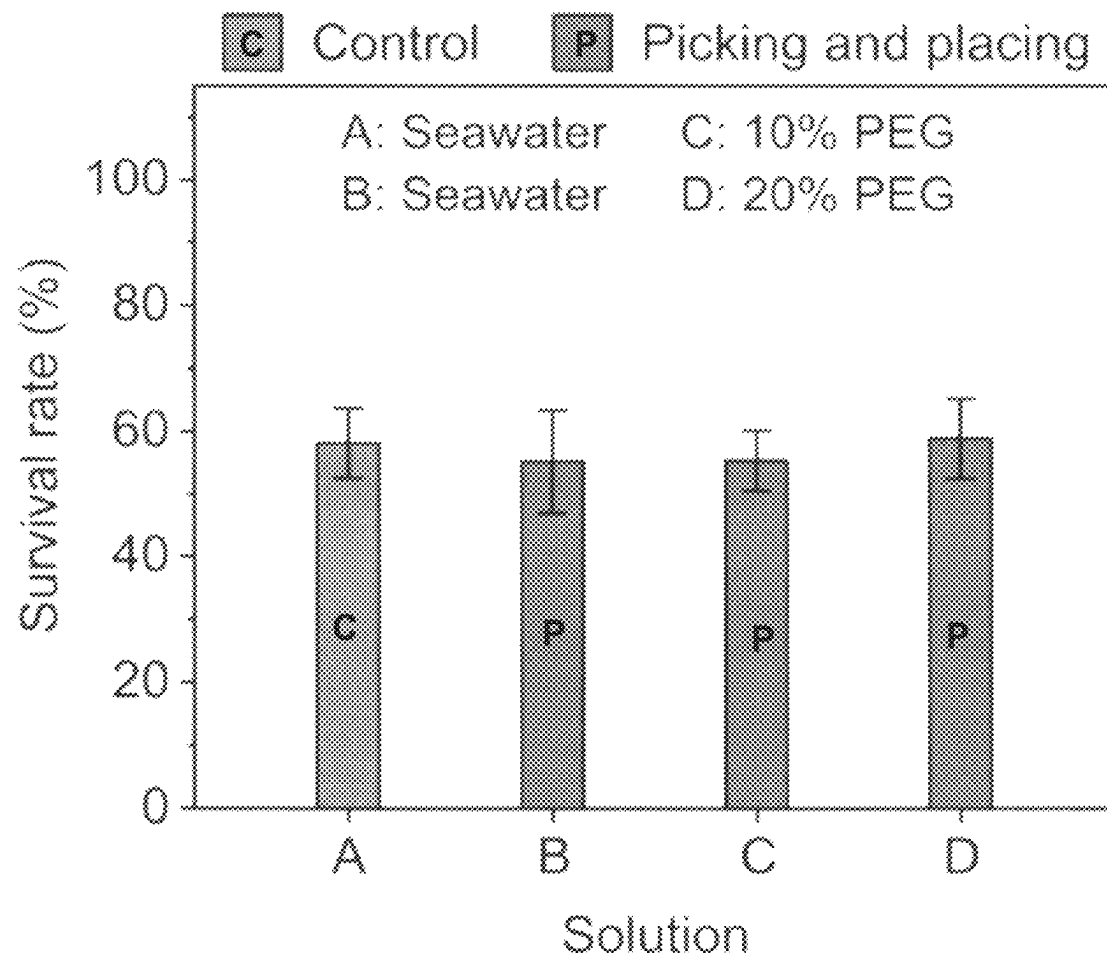 C Control P Picking and placing
A: Seawater C: 10% PEG
B: Seawater D: 20% PEG
Survival rate (%)
100
80
60
40
20
0
C P P P
A B C D
Solution